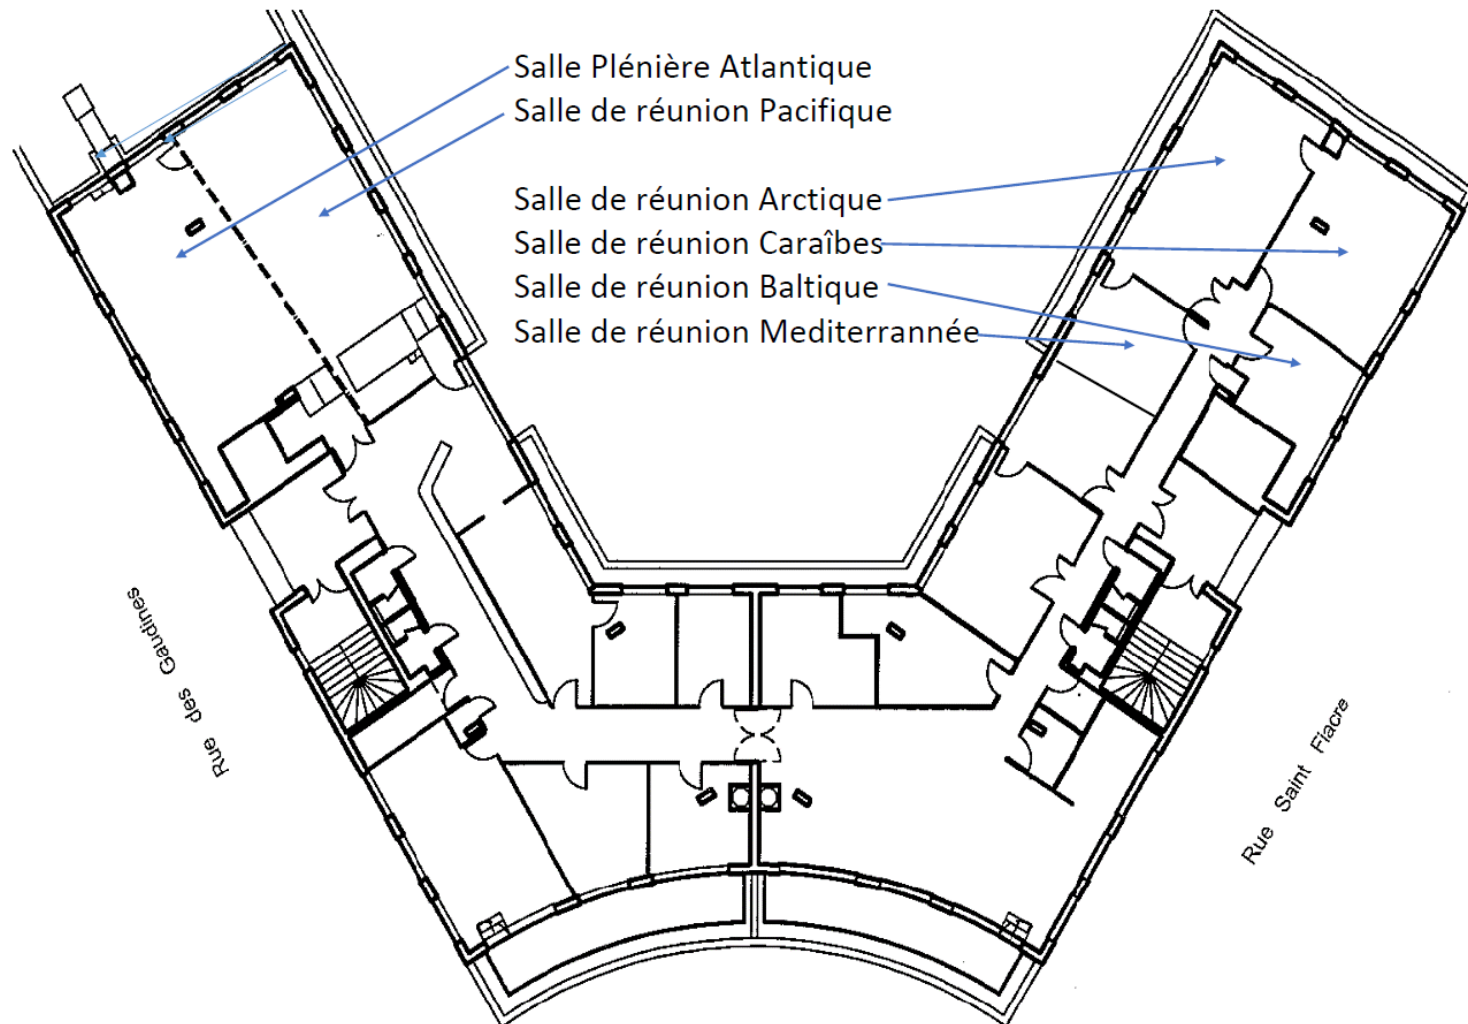 Salle Plénière Atlantique
Salle de réunion Pacifique
Salle de réunion Arctique
Salle de réunion Caraîbes
Salle de réunion Baltique
Salle de réunion Mediterrannée
Rue des Gaudines
Rue Saint Fiacre